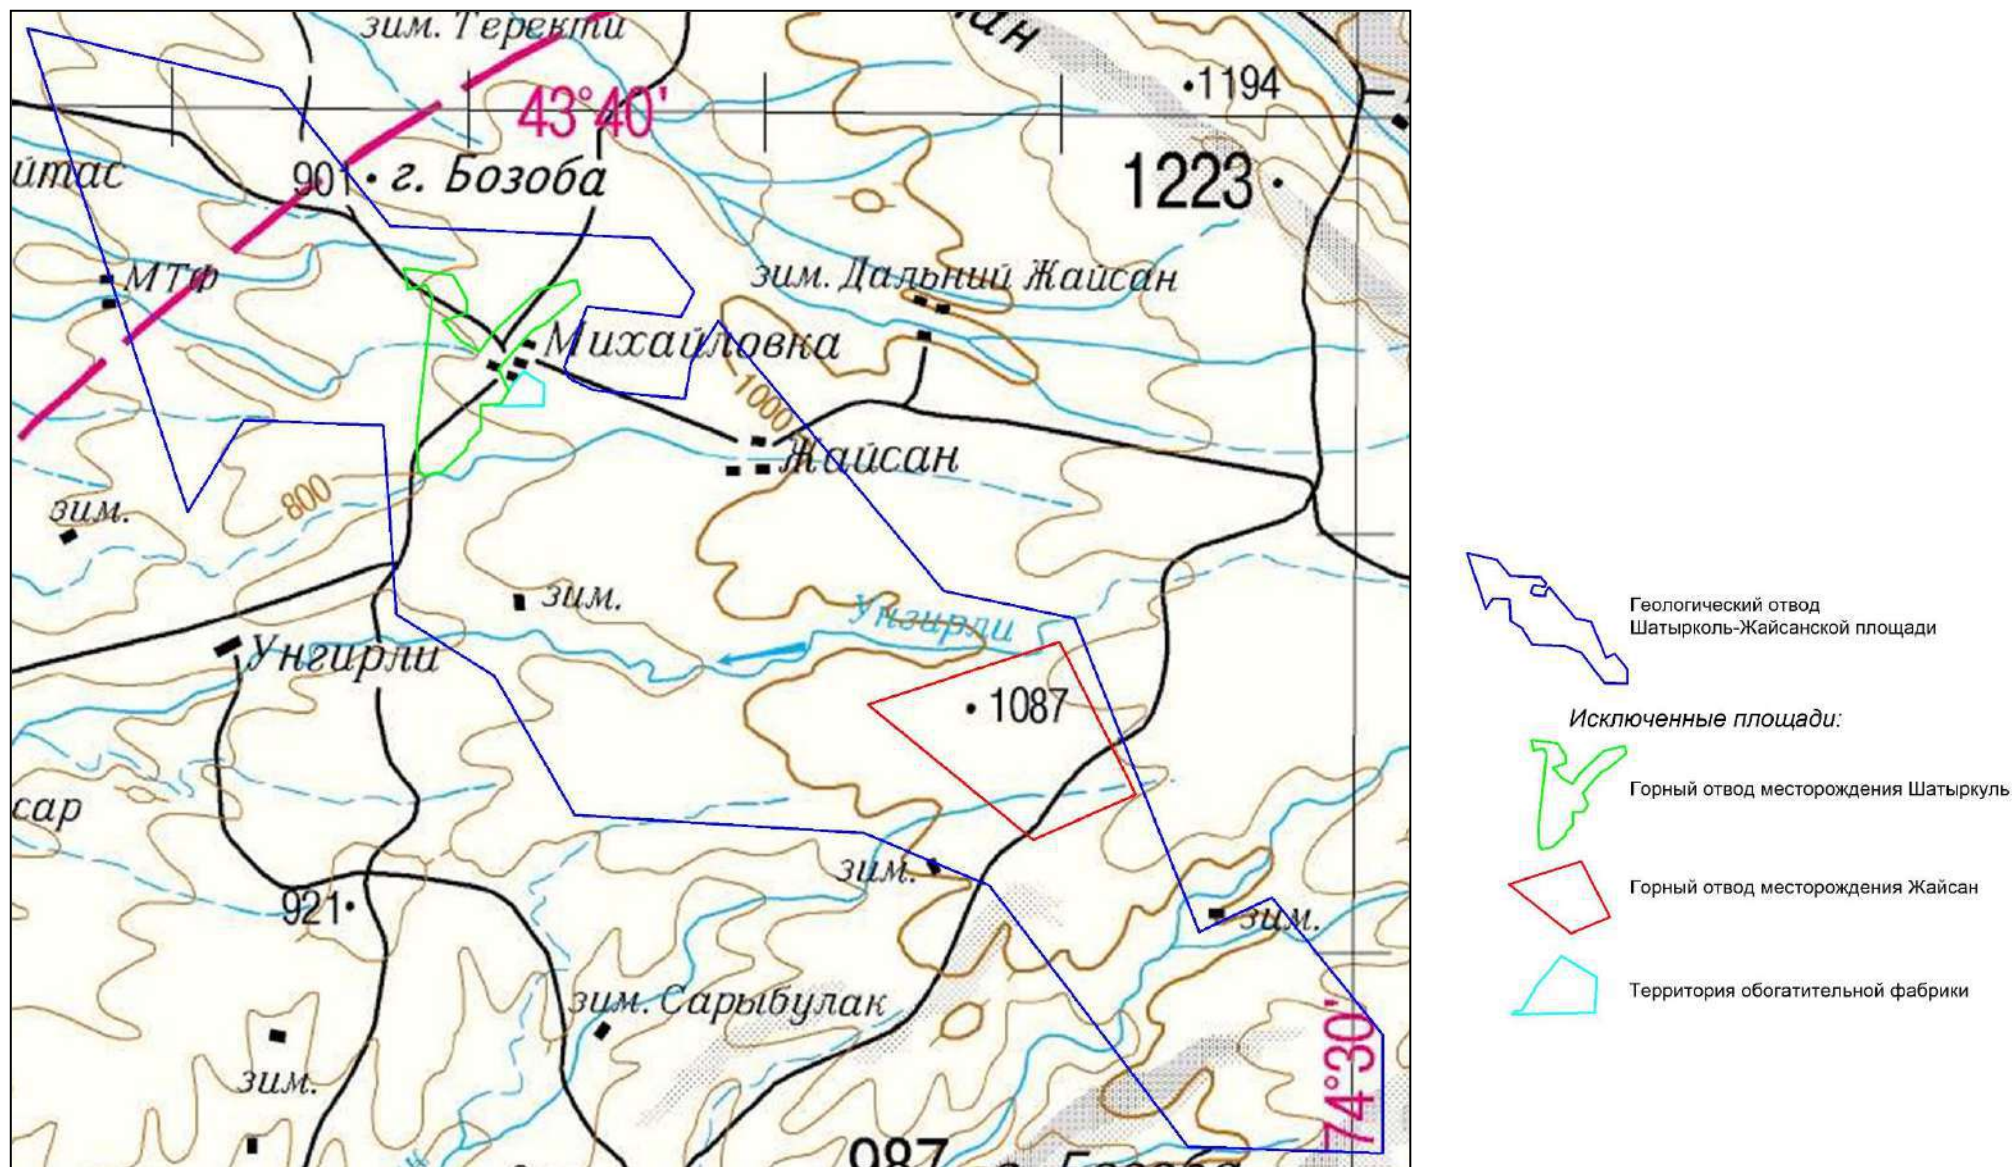 зим. Теректи
43°40'
1194
йтас
901
г. Бозоба
1223
МТФ
зим. Дальний Жайсан
Михайловка
1000
Жайсан
800
зим.
зим.
Унгирли
Унгирли
1087
сар
зим.
921
зим.
зим. Сарыбулак
зим.
74°30'
987
Геологический отвод
Шатырколь-Жайсанской площади
Исключенные площади:
Горный отвод месторождения Шатыркуль
Горный отвод месторождения Жайсан
Территория обогатительной фабрики